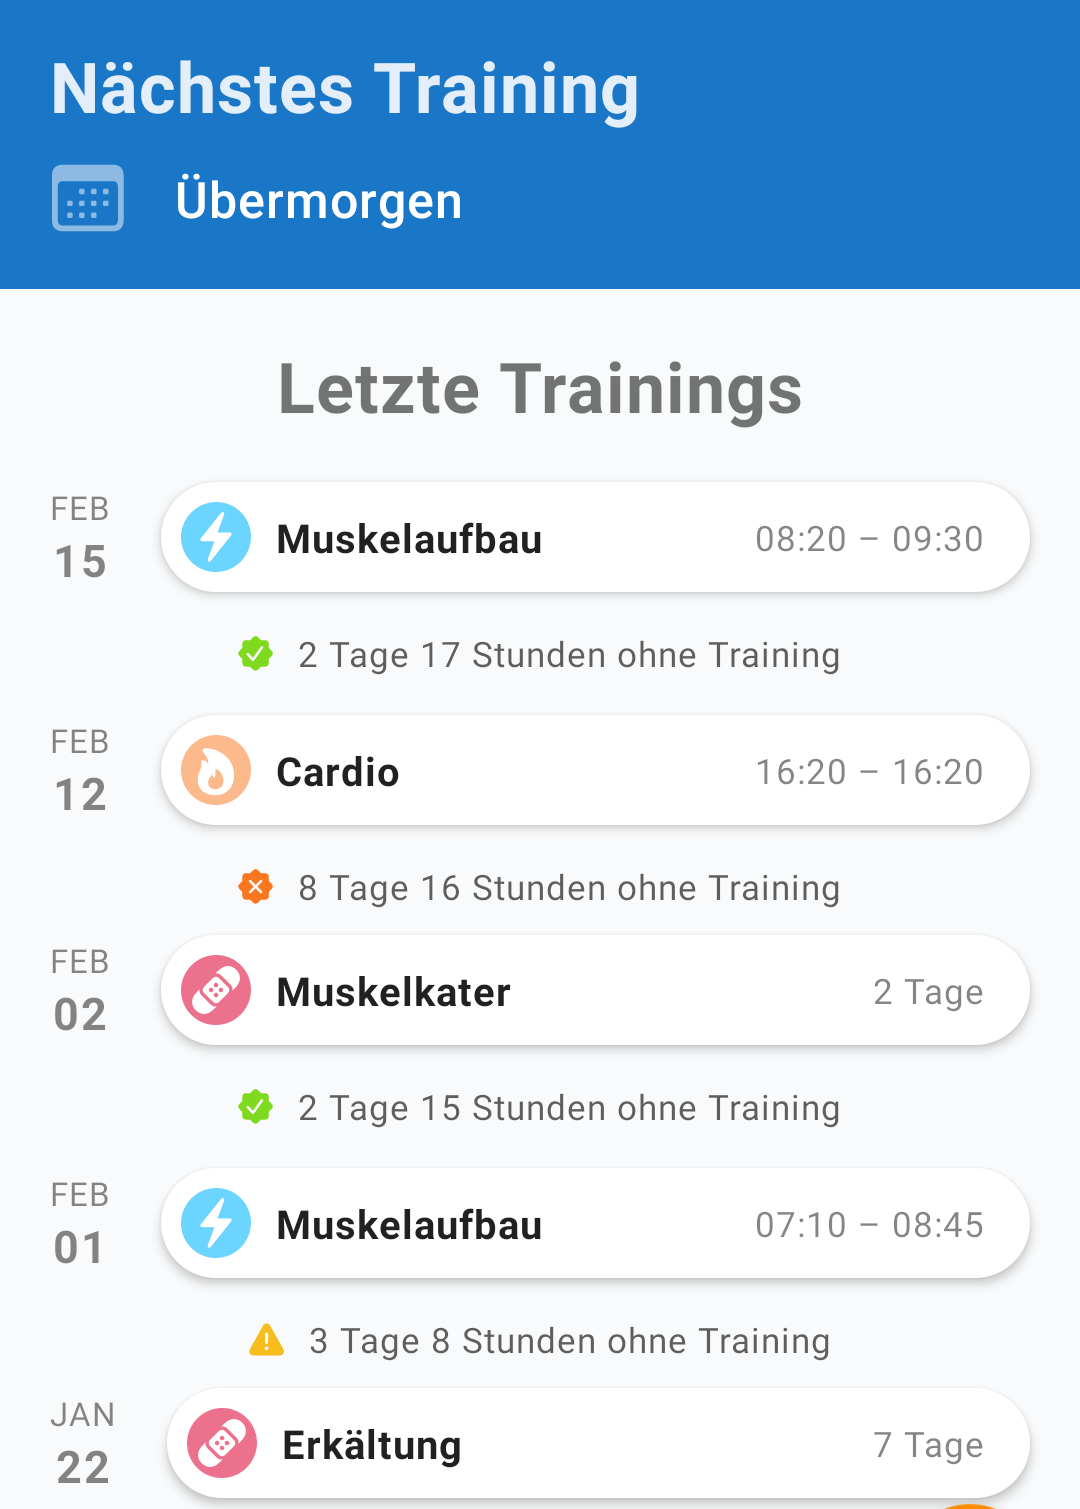 Nächstes Training
Übermorgen
Letzte Trainings
FEB
15
Muskelaufbau 08:20 – 09:30
2 Tage 17 Stunden ohne Training
FEB
12
Cardio 16:20 – 16:20
8 Tage 16 Stunden ohne Training
FEB
02
Muskelkater 2 Tage
2 Tage 15 Stunden ohne Training
FEB
01
Muskelaufbau 07:10 – 08:45
3 Tage 8 Stunden ohne Training
JAN
22
Erkältung 7 Tage